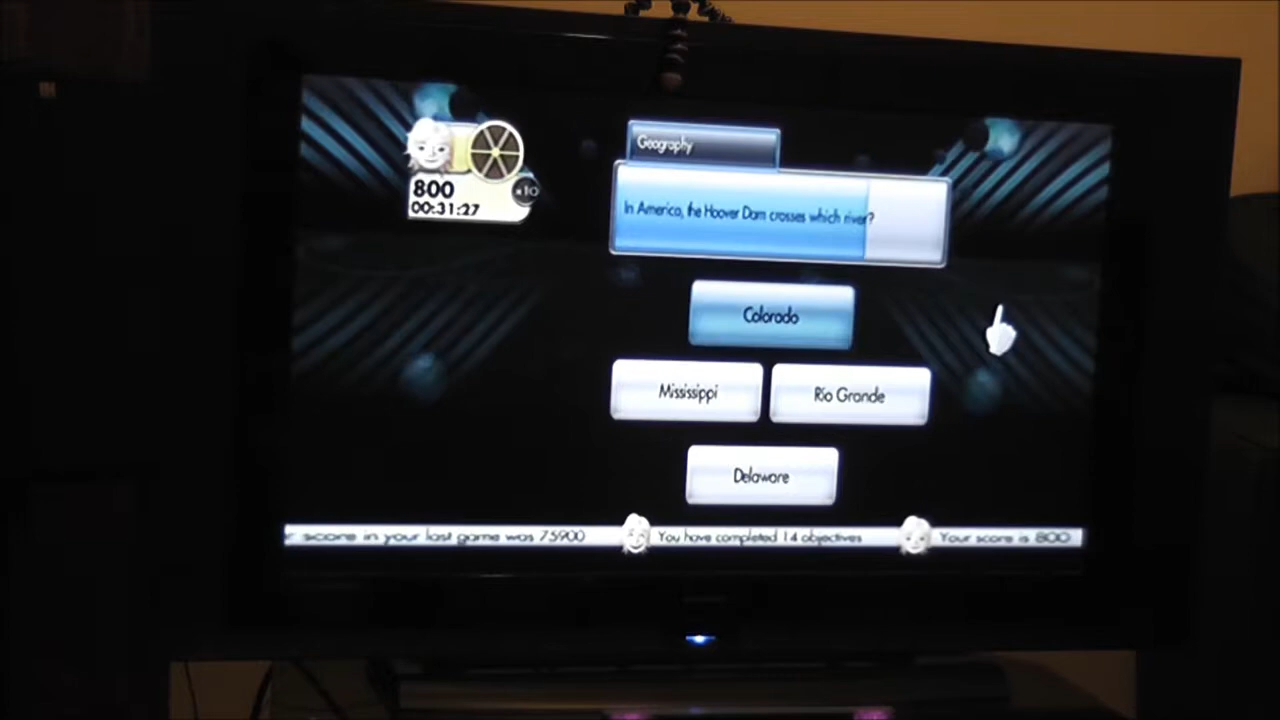 Geography
800
x10
00:31:27
In America, the Hoover Dam crosses which river?
Colorado
Mississippi
Rio Grande
Delaware
r score in your last game was 75900
You have completed 14 objectives
Your score is 800